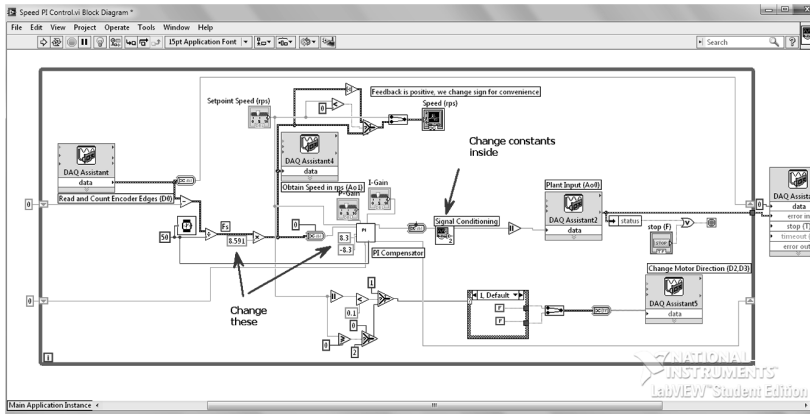 Speed PI Control.vi Block Diagram *
File Edit View Project Operate Tools Window Help
15pt Application Font
Search
Setpoint Speed (rps)
Feedback is positive, we change sign for convenience
Speed (rps)
0
DAQ Assistant
data
Read and Count Encoder Edges (D0)
DAQ Assistant4
data
Obtain Speed in rps (Ao1)
Change constants
inside
P-Gain
I-Gain
Fs
8.591
50
0
0
8.3
-8.3
PI
PI Compensator
Signal Conditioning
2
Plant Input (Ao0)
DAQ Assistant2
data
status
stop (F)
STOP
0
DAQ Assista
data
error in
stop (T)
timeout (
error out
Change
these
0
0.1
1
0
0
2
1, Default
F
F
Change Motor Direction (D2,D3)
DAQ Assistant5
data
i
NATIONAL
INSTRUMENTS
LabVIEW Student Edition
Main Application Instance